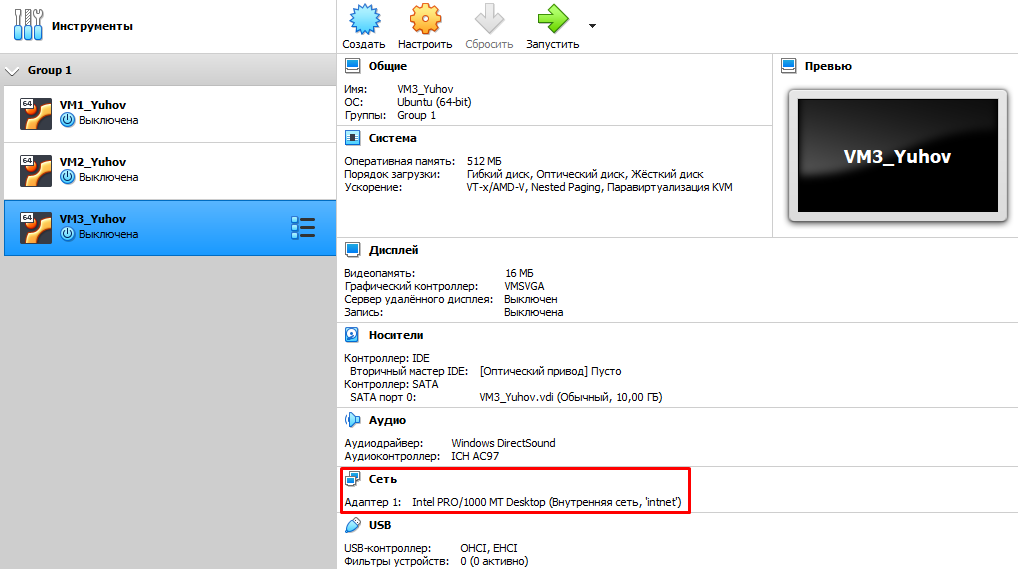 Инструменты
Создать Настроить Сбросить Запустить
Group 1
64 VM1_Yuhov
Выключена
64 VM2_Yuhov
Выключена
64 VM3_Yuhov
Выключена
Общие
Имя: VM3_Yuhov
ОС: Ubuntu (64-bit)
Группы: Group 1
Система
Оперативная память: 512 МБ
Порядок загрузки: Гибкий диск, Оптический диск, Жёсткий диск
Ускорение: VT-x/AMD-V, Nested Paging, Паравиртуализация KVM
Превью
VM3_Yuhov
Дисплей
Видеопамять: 16 МБ
Графический контроллер: VMSVGA
Сервер удалённого дисплея: Выключен
Запись: Выключена
Носители
Контроллер: IDE
Вторичный мастер IDE: [Оптический привод] Пусто
Контроллер: SATA
SATA порт 0: VM3_Yuhov.vdi (Обычный, 10,00 ГБ)
Аудио
Аудиодрайвер: Windows DirectSound
Аудиоконтроллер: ICH AC97
Сеть
Адаптер 1: Intel PRO/1000 MT Desktop (Внутренняя сеть, 'intnet')
USB
USB-контроллер: OHCI, EHCI
Фильтры устройств: 0 (0 активно)